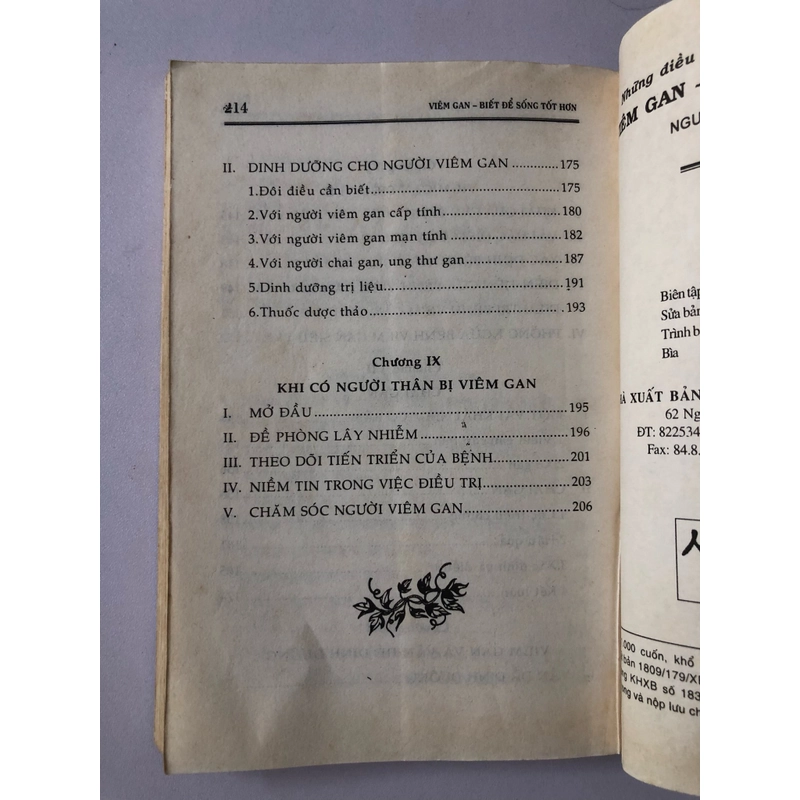 214 VIÊM GAN – BIẾT ĐỂ SỐNG TỐT HƠN
II. DINH DƯỠNG CHO NGƯỜI VIÊM GAN ................ 175
1.Đôi điều cần biết................................ 175
2.Với người viêm gan cấp tính ..................... 180
3.Với người viêm gan mạn tính ..................... 182
4.Với người chai gan, ung thư gan.................. 187
5.Dinh dưỡng trị liệu.............................. 191
6.Thuốc dược thảo.................................. 193
Chương IX
KHI CÓ NGƯỜI THÂN BỊ VIÊM GAN
I. MỞ ĐẦU ......................................... 195
II. ĐỀ PHÒNG LÂY NHIỄM ............................ 196
III. THEO DÕI TIẾN TRIỂN CỦA BỆNH................. 201
IV. NIỀM TIN TRONG VIỆC ĐIỀU TRỊ .................. 203
V. CHĂM SÓC NGƯỜI VIÊM GAN........................ 206
Những điều
GAN –
Biên tập
Sửa bản
Trình b
Bìa
XUẤT BẢN
62 Ng
ĐT: 822534
Fax: 84.8.
000 cuốn, khổ
bản 1809/179/XI
KHXB số 183
và nộp lưu ch